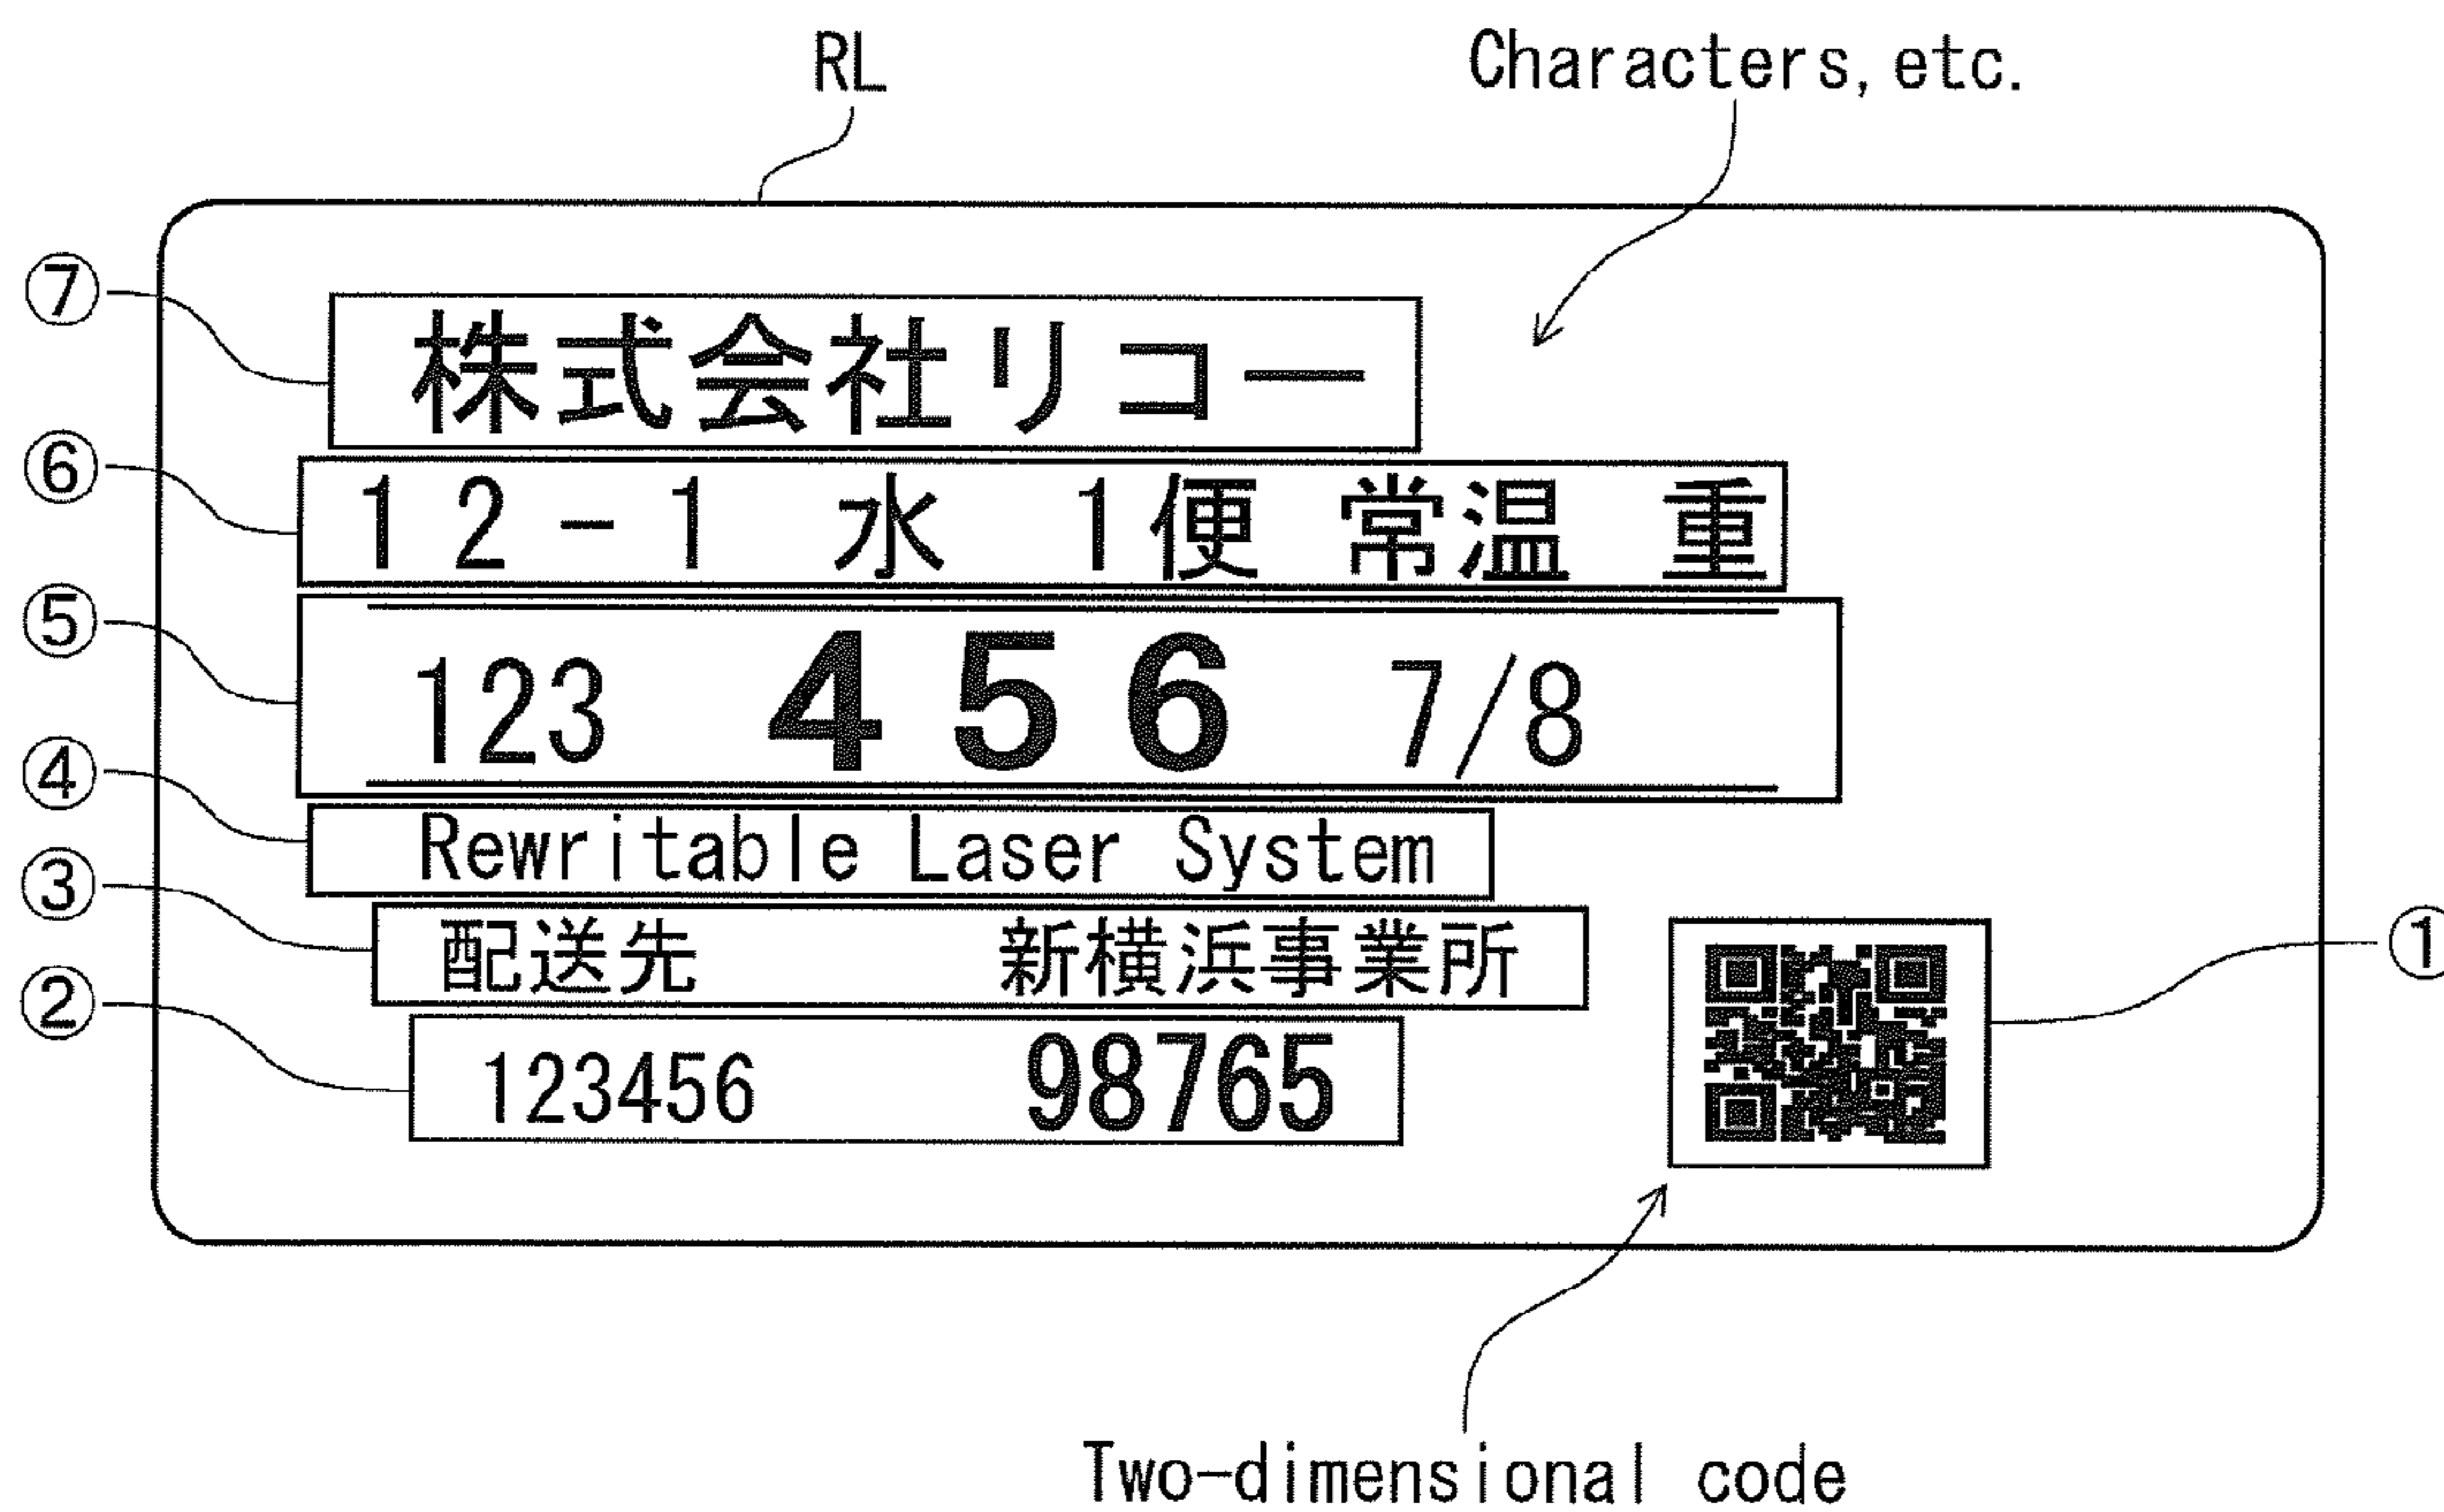 RL
Characters, etc.
⑦ 株式会社リコー
⑥ 12-1 水 1便 常温 重
⑤ 123 456 7/8
④ Rewritable Laser System
③ 配送先 新横浜事業所
①
② 123456 98765
Two-dimensional code